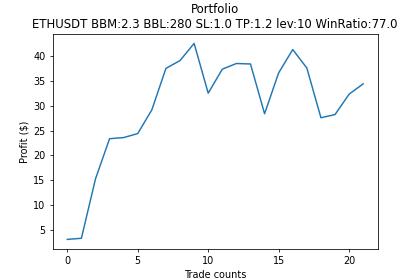 Portfolio
ETHUSDT BBM:2.3 BBL:280 SL:1.0 TP:1.2 lev:10 WinRatio:77.0
40
35
30
25
20
15
10
5
Profit ($)
0 5 10 15 20
Trade counts